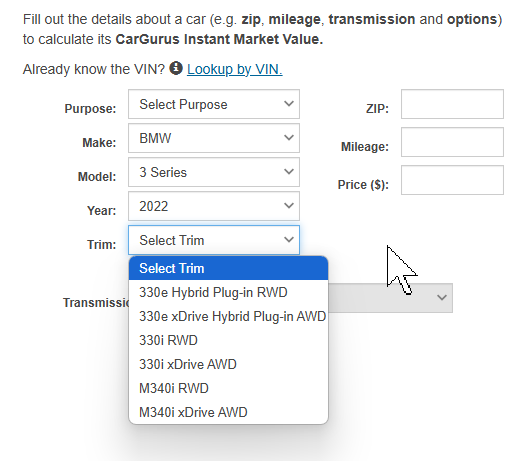 Fill out the details about a car (e.g. zip, mileage, transmission and options)
to calculate its CarGurus Instant Market Value.
Already know the VIN? Lookup by VIN.
Purpose: Select Purpose
ZIP:
Make: BMW
Mileage:
Model: 3 Series
Price ($):
Year: 2022
Trim: Select Trim
Select Trim
330e Hybrid Plug-in RWD
Transmissi
330e xDrive Hybrid Plug-in AWD
330i RWD
330i xDrive AWD
M340i RWD
M340i xDrive AWD